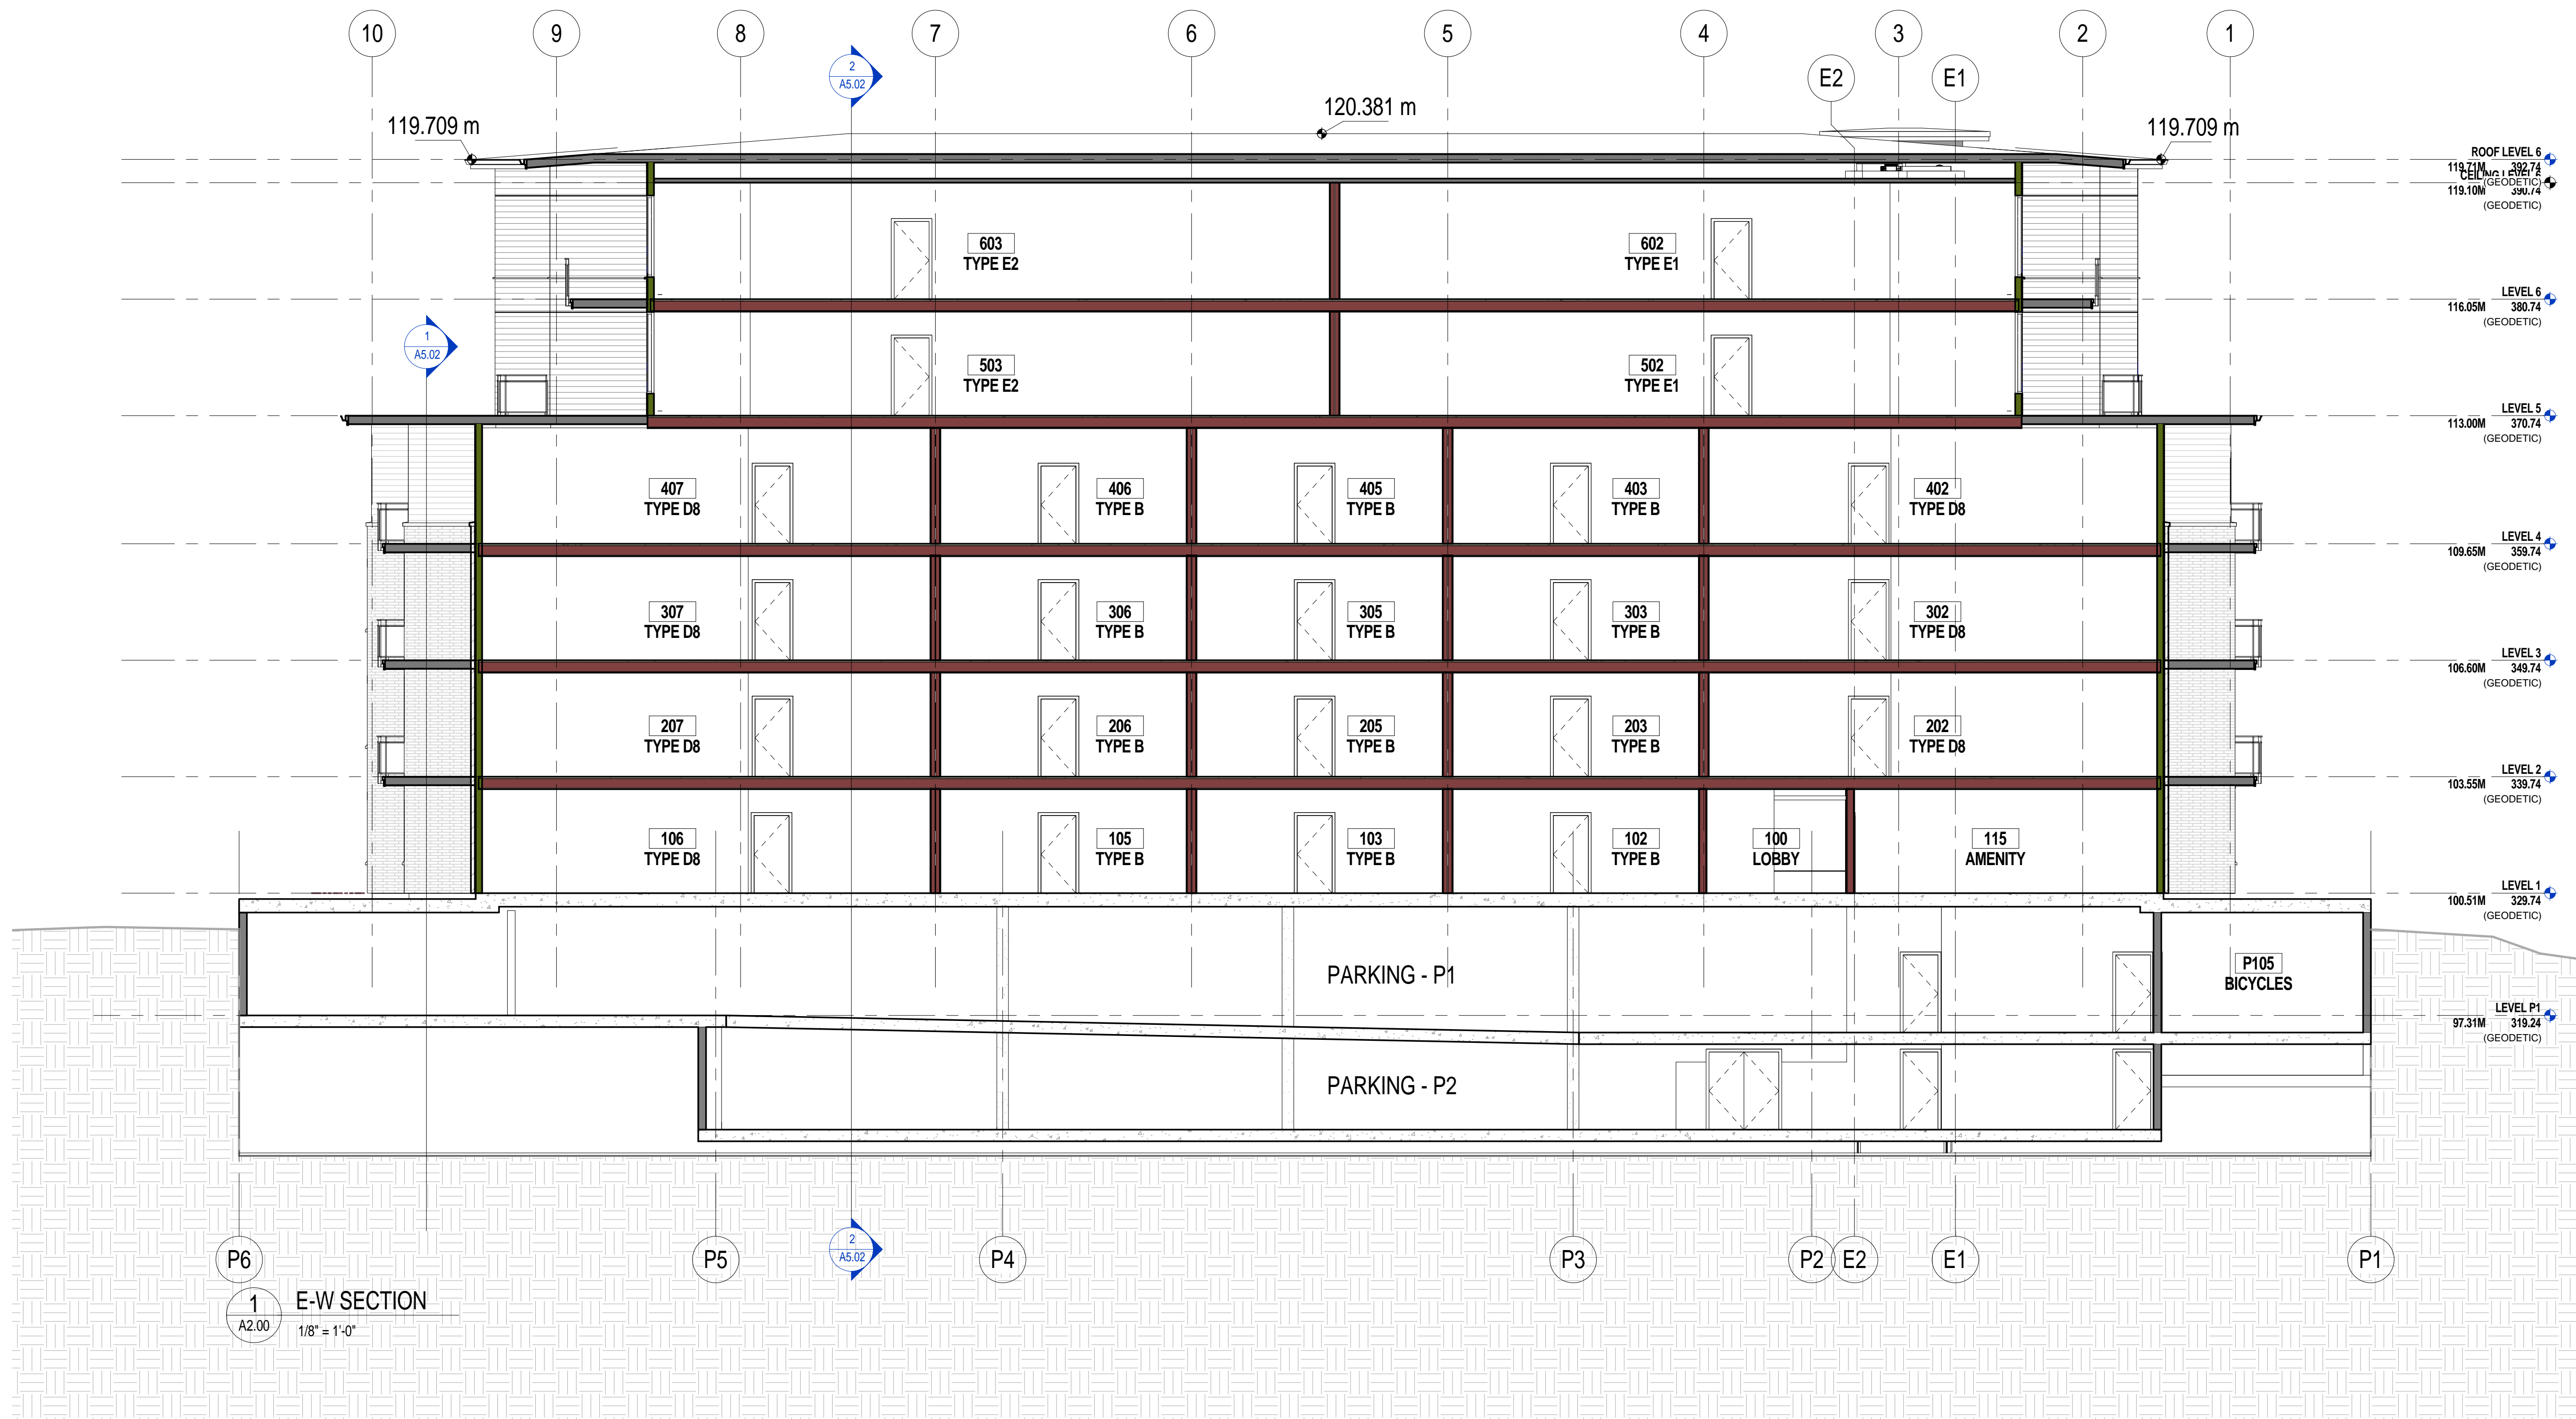 10
9
8
7
6
5
4
3
2
1
E2
E1
2
A5.02
119.709 m
120.381 m
119.709 m
ROOF LEVEL 6
119.71M 392.74
(GEODETIC)
CEILING LEVEL 6
119.10M 390.74
(GEODETIC)
603
TYPE E2
602
TYPE E1
LEVEL 6
116.05M 380.74
(GEODETIC)
1
A5.02
503
TYPE E2
502
TYPE E1
LEVEL 5
113.00M 370.74
(GEODETIC)
407
TYPE D8
406
TYPE B
405
TYPE B
403
TYPE B
402
TYPE D8
LEVEL 4
109.65M 359.74
(GEODETIC)
307
TYPE D8
306
TYPE B
305
TYPE B
303
TYPE B
302
TYPE D8
LEVEL 3
106.60M 349.74
(GEODETIC)
207
TYPE D8
206
TYPE B
205
TYPE B
203
TYPE B
202
TYPE D8
LEVEL 2
103.55M 339.74
(GEODETIC)
106
TYPE D8
105
TYPE B
103
TYPE B
102
TYPE B
100
LOBBY
115
AMENITY
LEVEL 1
100.51M 329.74
(GEODETIC)
PARKING - P1
P105
BICYCLES
LEVEL P1
97.31M 319.24
(GEODETIC)
PARKING - P2
P6
P5
2
A5.02
P4
P3
P2
E2
E1
P1
1
A2.00
E-W SECTION
1/8" = 1'-0"